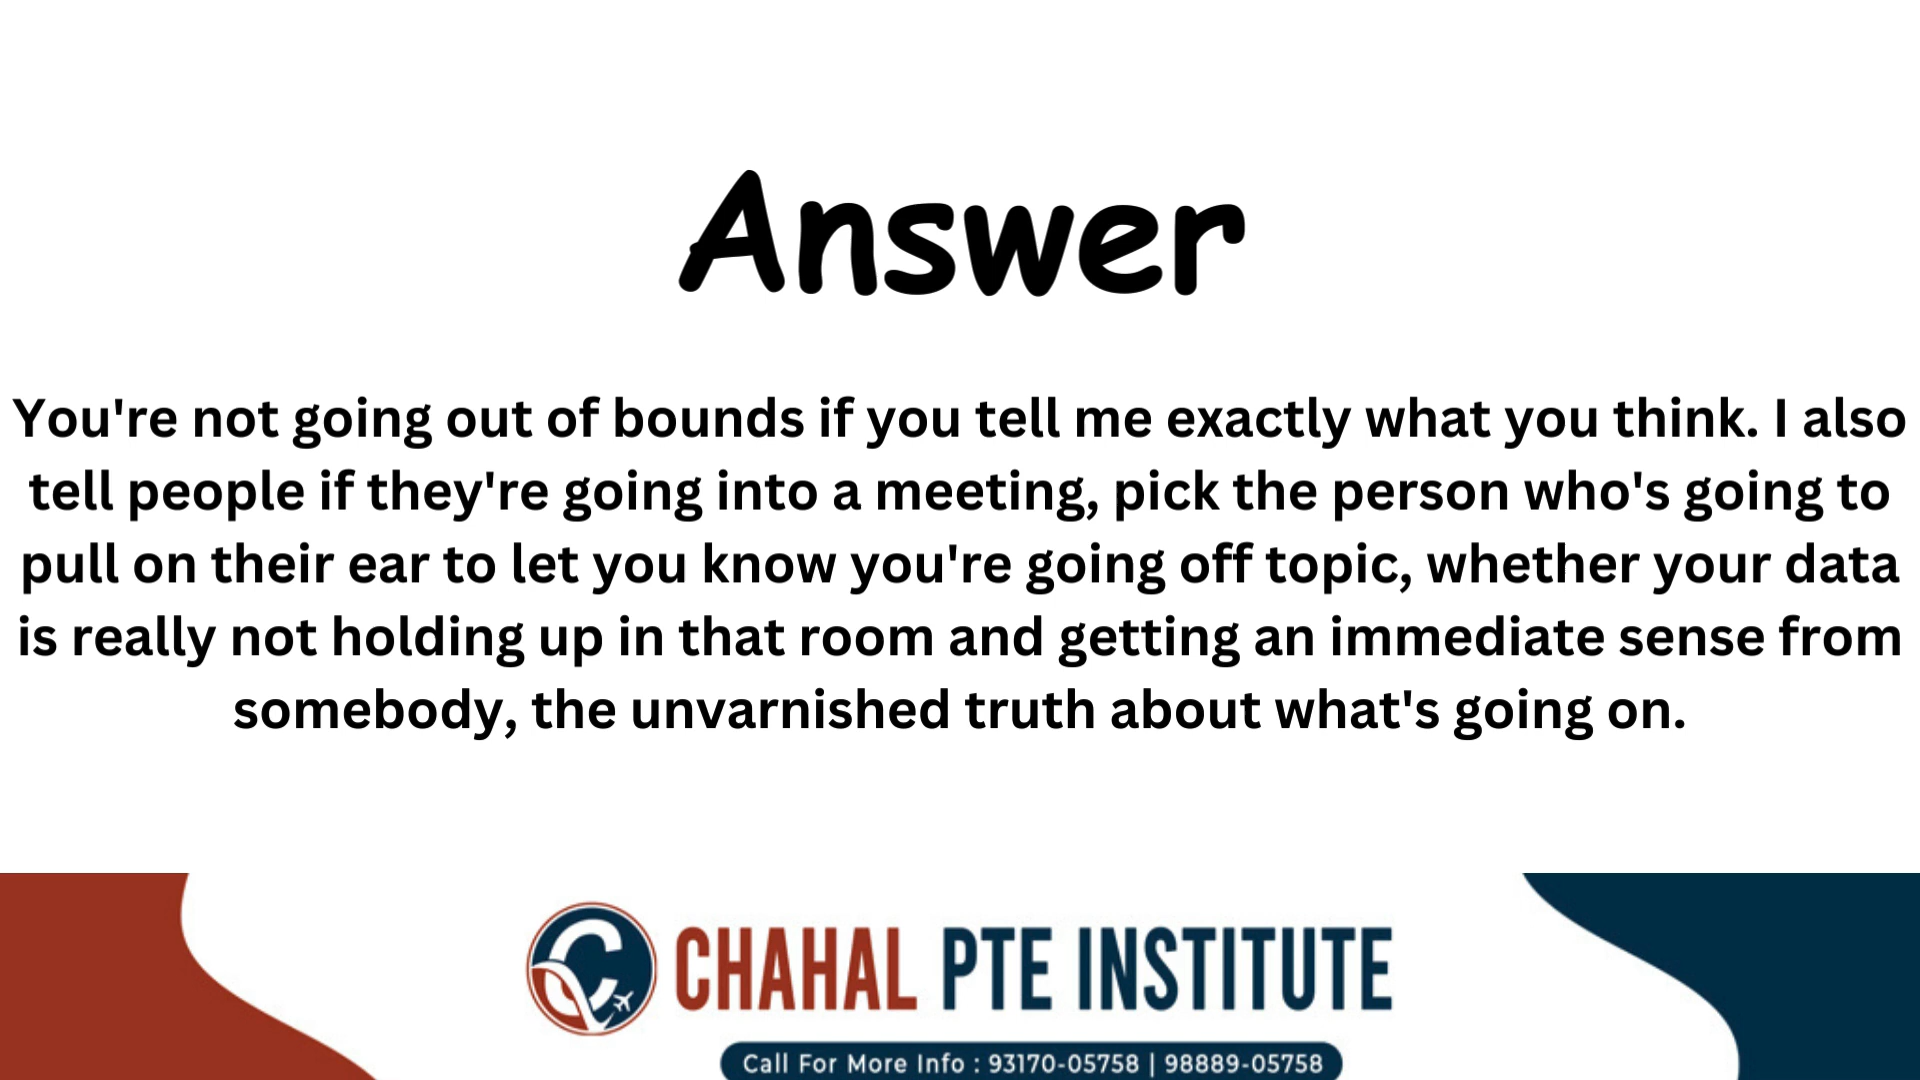 Answer
You're not going out of bounds if you tell me exactly what you think. I also
tell people if they're going into a meeting, pick the person who's going to
pull on their ear to let you know you're going off topic, whether your data
is really not holding up in that room and getting an immediate sense from
somebody, the unvarnished truth about what's going on.
CHAHAL PTE INSTITUTE
Call For More Info : 93170-05758 | 98889-05758